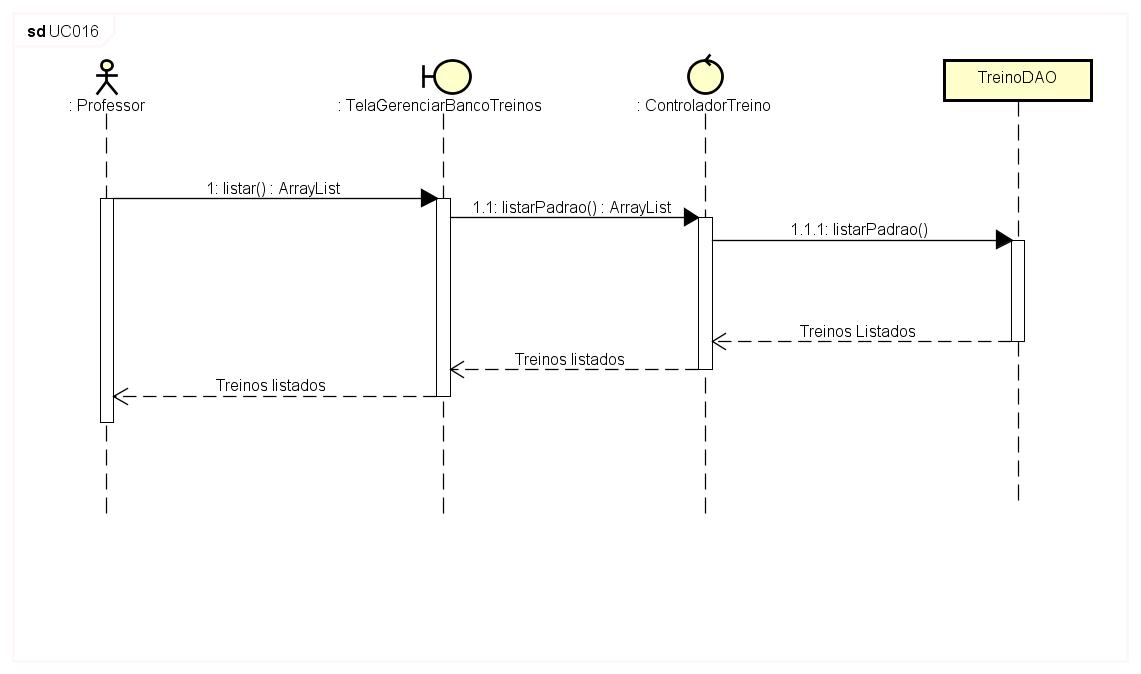 sd UC016
: Professor
: TelaGerenciarBancoTreinos
: ControladorTreino
TreinoDAO
1: listar() : ArrayList
1.1: listarPadrao() : ArrayList
1.1.1: listarPadrao()
Treinos Listados
Treinos listados
Treinos listados